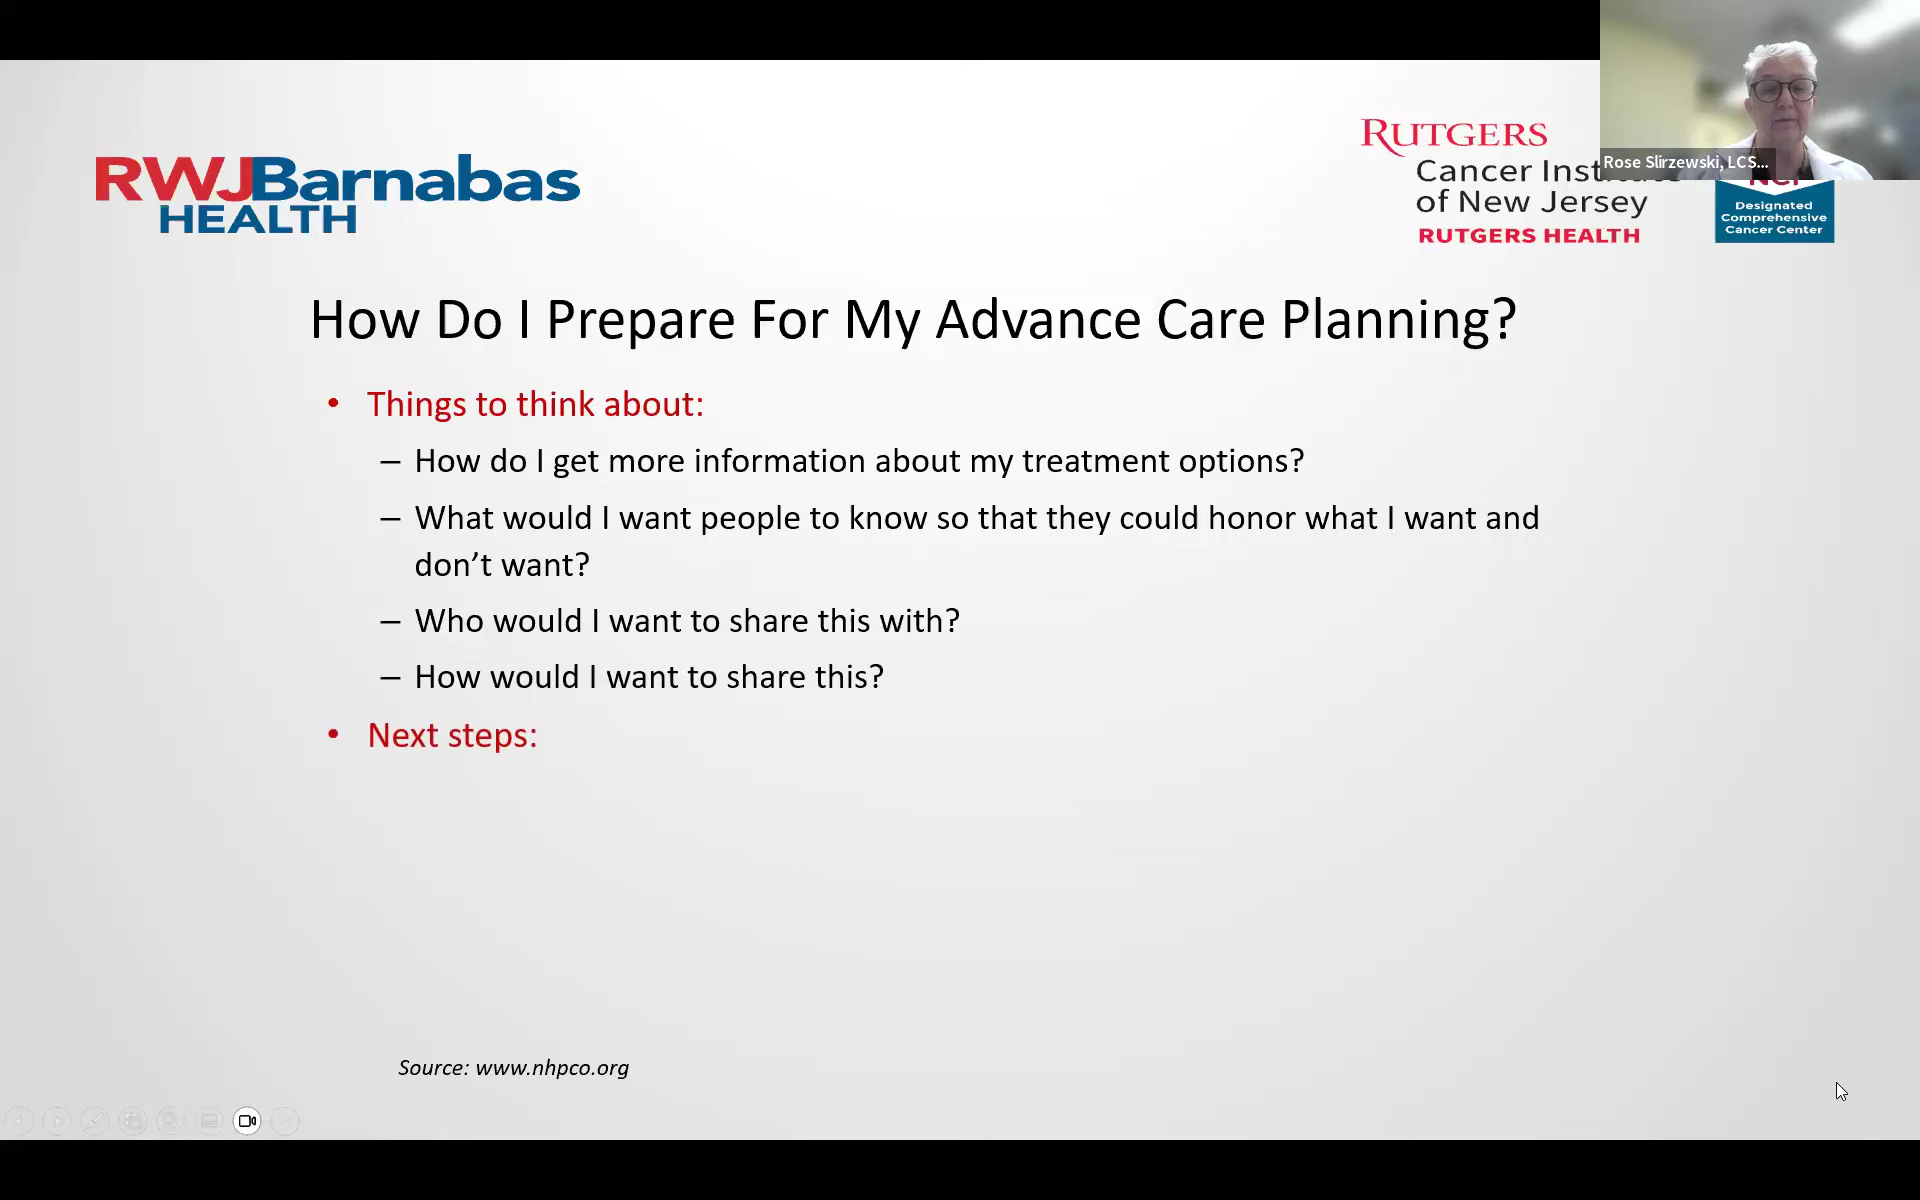 RWJBarnabas
HEALTH
RUTGERS
Cancer Institute
of New Jersey
RUTGERS HEALTH
Rose Slirzewski, LCS...
NCI
Designated
Comprehensive
Cancer Center
How Do I Prepare For My Advance Care Planning?
• Things to think about:
– How do I get more information about my treatment options?
– What would I want people to know so that they could honor what I want and
don’t want?
– Who would I want to share this with?
– How would I want to share this?
• Next steps:
Source: www.nhpco.org